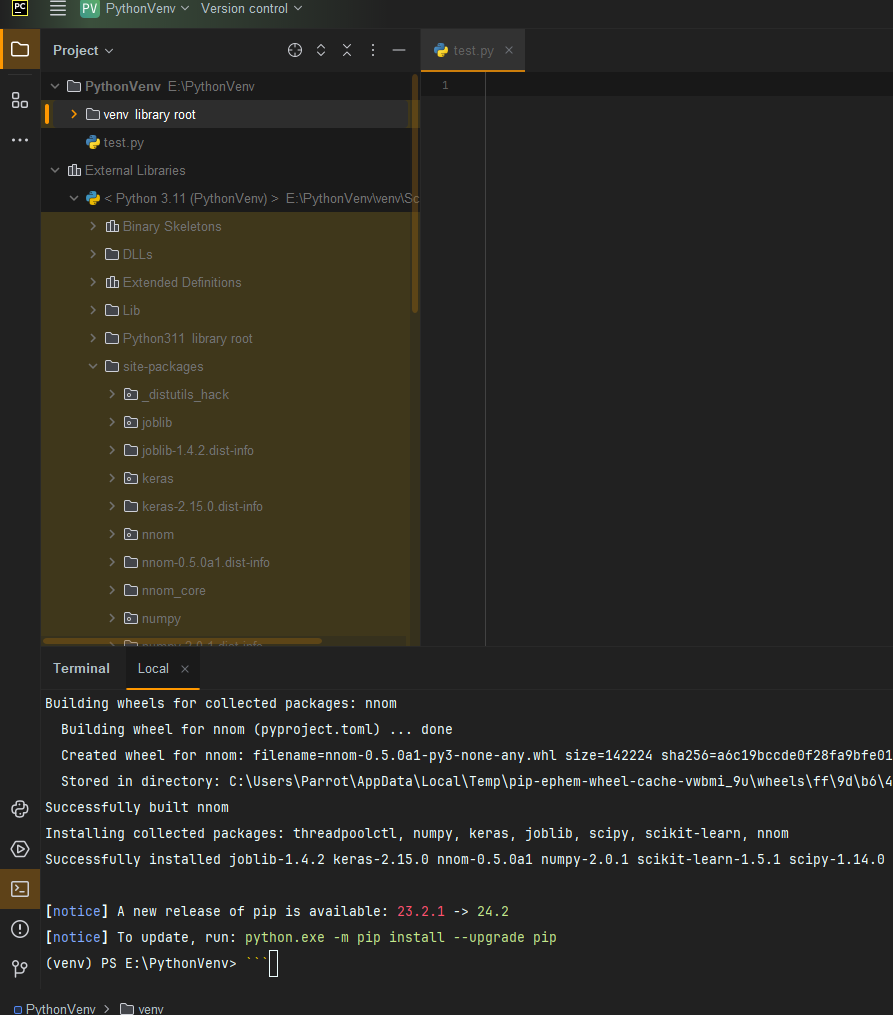 PC PV PythonVenv Version control
Project
test.py
PythonVenv E:\PythonVenv
1
venv library root
test.py
External Libraries
< Python 3.11 (PythonVenv) > E:\PythonVenv\venv\Sc
Binary Skeletons
DLLs
Extended Definitions
Lib
Python311 library root
site-packages
_distutils_hack
joblib
joblib-1.4.2.dist-info
keras
keras-2.15.0.dist-info
nnom
nnom-0.5.0a1.dist-info
nnom_core
numpy
numpy-2.0.1.dist-info
Terminal Local
Building wheels for collected packages: nnom
Building wheel for nnom (pyproject.toml) ... done
Created wheel for nnom: filename=nnom-0.5.0a1-py3-none-any.whl size=142224 sha256=a6c19bccde0f28fa9bfe01
Stored in directory: C:\Users\Parrot\AppData\Local\Temp\pip-ephem-wheel-cache-vwbmi_9u\wheels\ff\9d\b6\4
Successfully built nnom
Installing collected packages: threadpoolctl, numpy, keras, joblib, scipy, scikit-learn, nnom
Successfully installed joblib-1.4.2 keras-2.15.0 nnom-0.5.0a1 numpy-2.0.1 scikit-learn-1.5.1 scipy-1.14.0
[notice] A new release of pip is available: 23.2.1 -> 24.2
[notice] To update, run: python.exe -m pip install --upgrade pip
(venv) PS E:\PythonVenv> ```
PythonVenv > venv